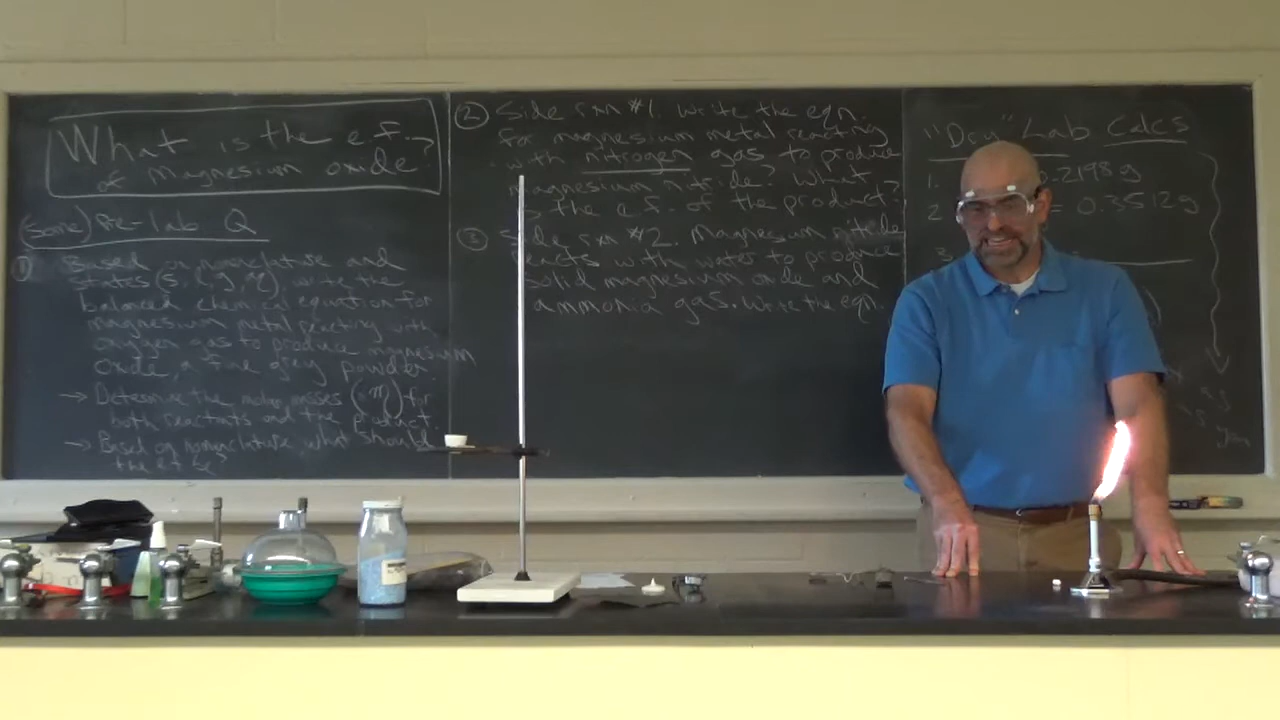 What is the e.f.
of magnesium oxide?
(some) Pre-lab Q
① Based on nomenclature and
states (s, l, g, aq) write the
balanced chemical equation for
magnesium metal reacting with
oxygen gas to produce magnesium
oxide, a fine grey powder.
→ Determine the molar masses (m) for
both reactants and the product.
→ Based on nomenclature what should
the ef be
② Side rxn #1. Write the eqn.
for magnesium metal reacting
with nitrogen gas to produce
magnesium nitride? What
is the e.f. of the product?
③ Side rxn #2. Magnesium nitride
reacts with water to produce
solid magnesium oxide and
ammonia gas. Write the eqn.
"Dry" Lab Calcs
1. 0.2198g
2 = 0.3512g
3.